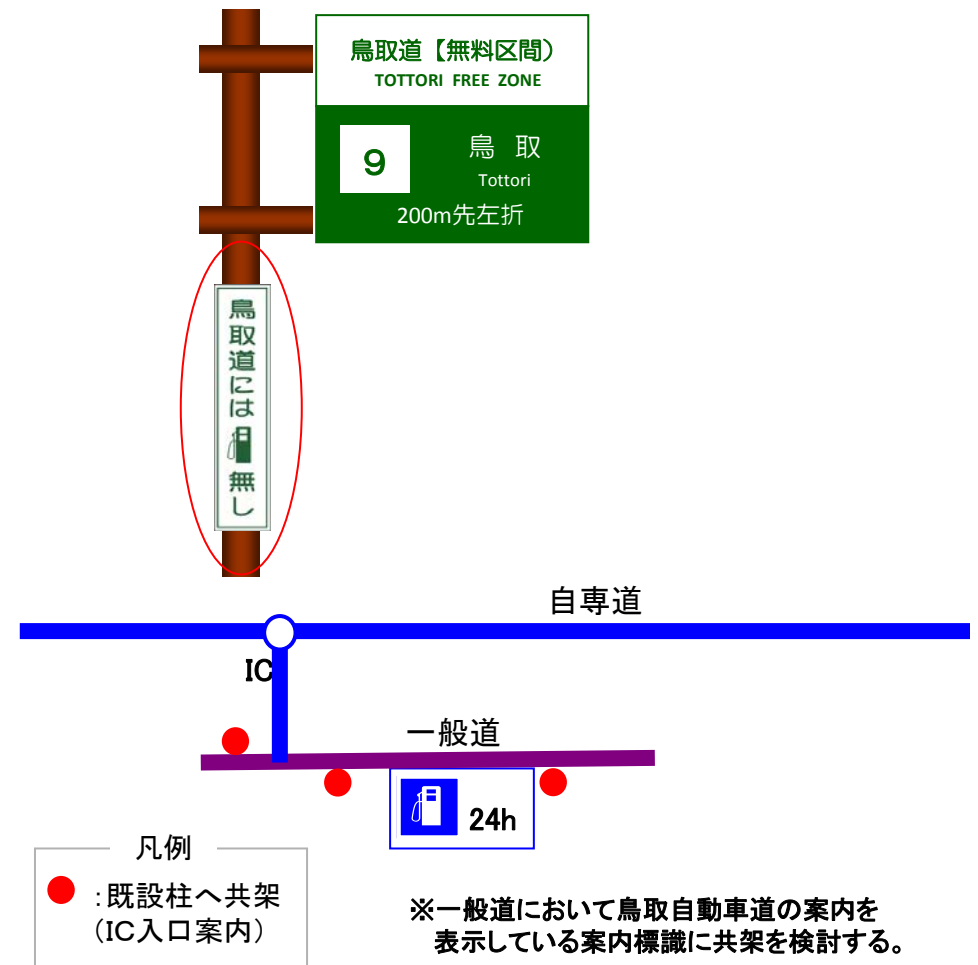 鳥取道【無料区間）
TOTTORI FREE ZONE
9
鳥取
Tottori
200m先左折
鳥取道には
無し
自専道
IC
一般道
24h
凡例
:既設柱へ共架
(IC入口案内)
※一般道において鳥取自動車道の案内を
表示している案内標識に共架を検討する。